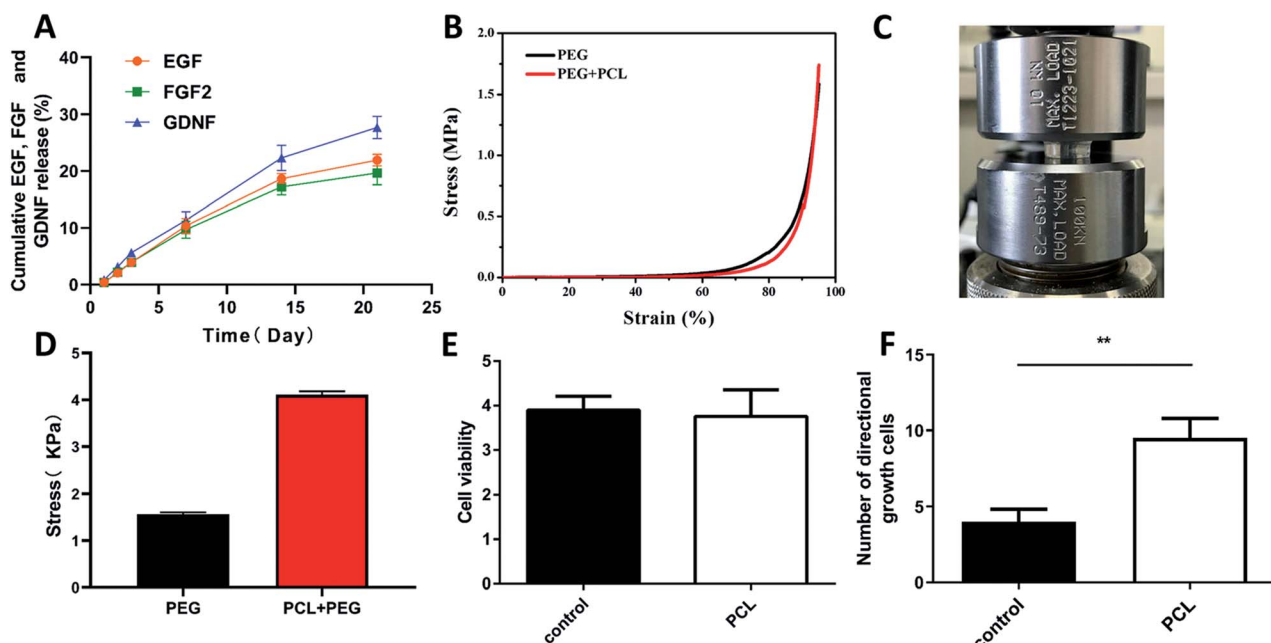 A
Cumulative EGF, FGF and
GDNF release (%)
40
30
20
10
0
EGF
FGF2
GDNF
0 5 10 15 20 25
Time( Day)
B
Stress (MPa)
2.0
1.5
1.0
0.5
0.0
PEG
PEG+PCL
0 20 40 60 80 100
Strain (%)
C
10 KN
MAX. LOAD
T1223-1021
100KN
MAX. LOAD
T489-73
D
Stress( KPa)
5
4
3
2
1
0
PEG PCL+PEG
E
Cell viability
5
4
3
2
1
0
control PCL
F
Number of directional
growth cells
15
10
5
0
**
control PCL